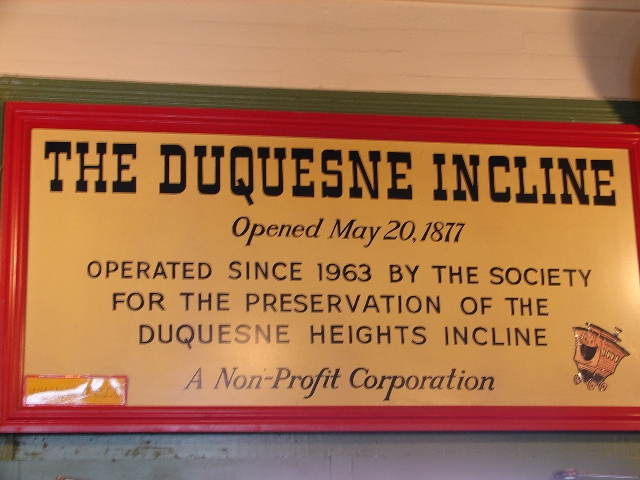 THE DUQUESNE INCLINE
Opened May 20, 1877
OPERATED SINCE 1963 BY THE SOCIETY
FOR THE PRESERVATION OF THE
DUQUESNE HEIGHTS INCLINE
A Non-Profit Corporation